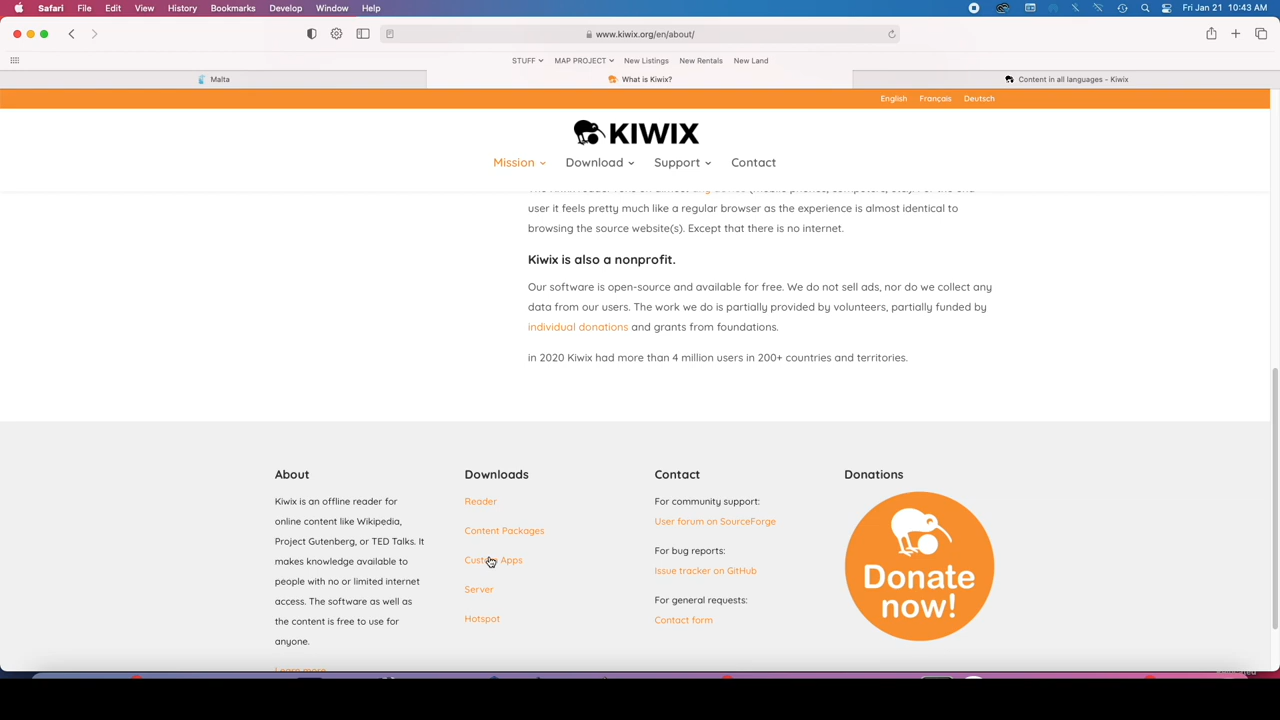 Safari File Edit View History Bookmarks Develop Window Help Fri Jan 21 10:43 AM
www.kiwix.org/en/about/
STUFF MAP PROJECT New Listings New Rentals New Land
Malta What is Kiwix? Content in all languages - Kiwix
English Français Deutsch
KIWIX
Mission Download Support Contact
user it feels pretty much like a regular browser as the experience is almost identical to
browsing the source website(s). Except that there is no internet.
Kiwix is also a nonprofit.
Our software is open-source and available for free. We do not sell ads, nor do we collect any
data from our users. The work we do is partially provided by volunteers, partially funded by
individual donations and grants from foundations.
in 2020 Kiwix had more than 4 million users in 200+ countries and territories.
About
Kiwix is an offline reader for
online content like Wikipedia,
Project Gutenberg, or TED Talks. It
makes knowledge available to
people with no or limited internet
access. The software as well as
the content is free to use for
anyone.
Learn more
Downloads
Reader
Content Packages
Custom Apps
Server
Hotspot
Contact
For community support:
User forum on SourceForge
For bug reports:
Issue tracker on GitHub
For general requests:
Contact form
Donations
Donate
now!